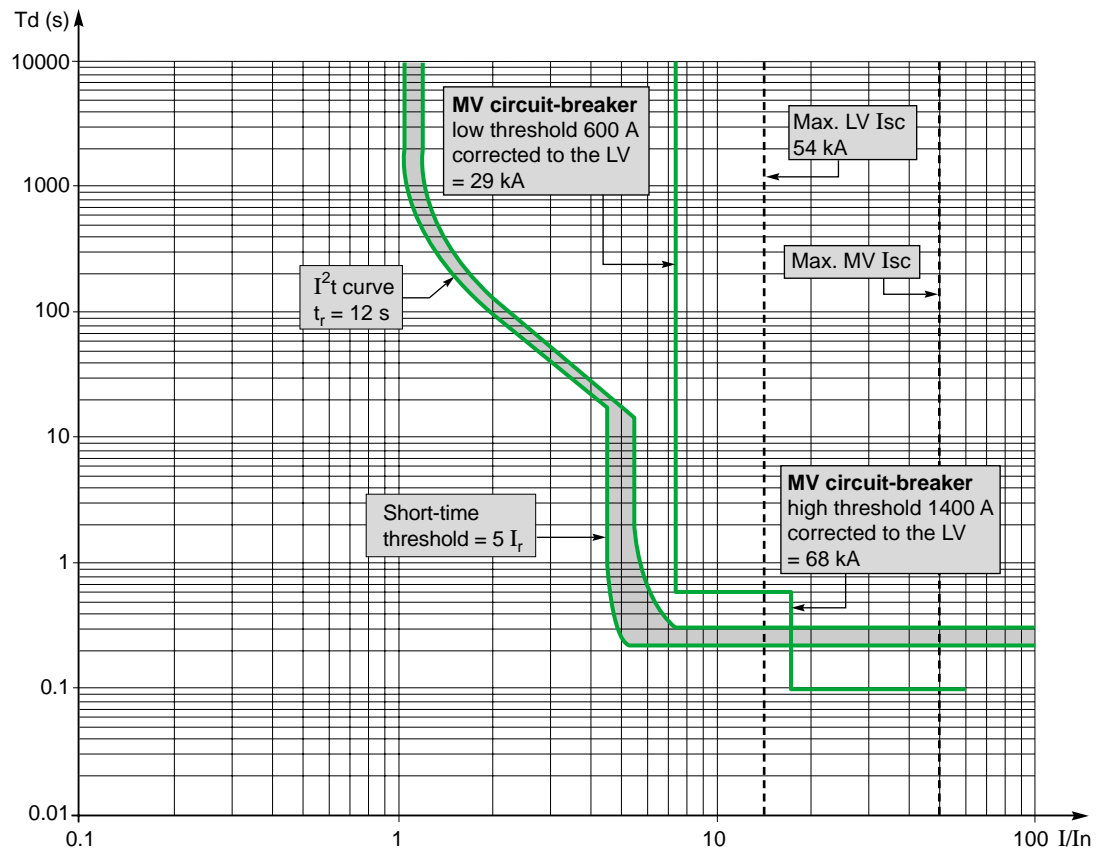 Td (s)
10000
1000
100
10
1
0.1
0.01
0.1
1
10
100
I/In
MV circuit-breaker
low threshold 600 A
corrected to the LV
= 29 kA
Max. LV Isc
54 kA
Max. MV Isc
I²t curve
tᵣ = 12 s
Short-time
threshold = 5 Iᵣ
MV circuit-breaker
high threshold 1400 A
corrected to the LV
= 68 kA